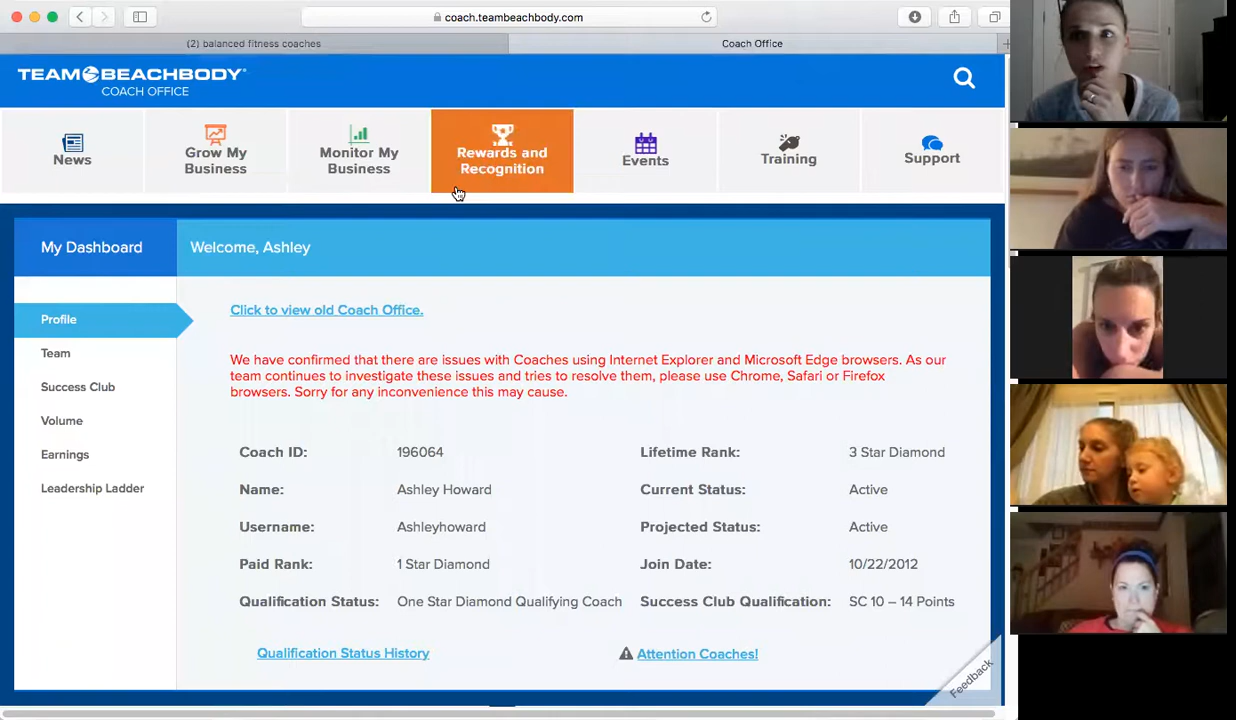 coach.teambeachbody.com
(2) balanced fitness coaches
Coach Office
TEAM BEACHBODY
COACH OFFICE
News
Grow My
Business
Monitor My
Business
Rewards and
Recognition
Events
Training
Support
My Dashboard
Welcome, Ashley
Profile
Team
Success Club
Volume
Earnings
Leadership Ladder
Click to view old Coach Office.
We have confirmed that there are issues with Coaches using Internet Explorer and Microsoft Edge browsers. As our
team continues to investigate these issues and tries to resolve them, please use Chrome, Safari or Firefox
browsers. Sorry for any inconvenience this may cause.
Coach ID: 196064
Lifetime Rank: 3 Star Diamond
Name: Ashley Howard
Current Status: Active
Username: Ashleyhoward
Projected Status: Active
Paid Rank: 1 Star Diamond
Join Date: 10/22/2012
Qualification Status: One Star Diamond Qualifying Coach
Success Club Qualification: SC 10 – 14 Points
Qualification Status History
Attention Coaches!
Feedback